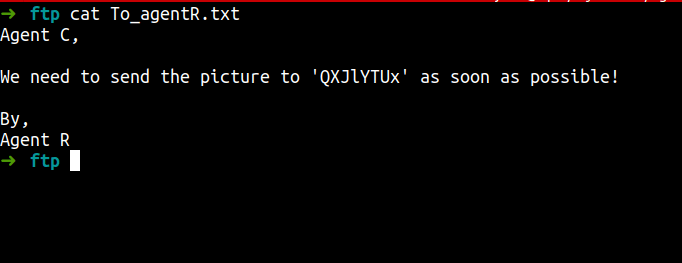 ➜ ftp cat To_agentR.txt
Agent C,
We need to send the picture to 'QXJlYTUx' as soon as possible!
By,
Agent R
➜ ftp